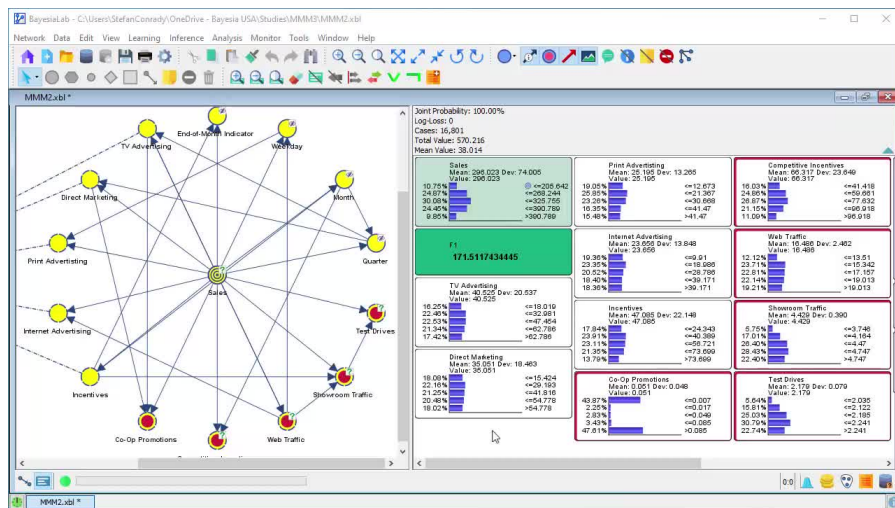 BayesiaLab - C:\Users\StefanConrady\OneDrive - Bayesia USA\Studies\MMM3\MMM2.xbl
Network Data Edit View Learning Inference Analysis Monitor Tools Window Help
MMM2.xbl *
End-of-Month Indicator
TV Advertising
Weekday
Direct Marketing
Month
Print Advertisting
Quarter
Sales
Internet Advertising
Test Drives
Incentives
Showroom Traffic
Co-Op Promotions
Web Traffic
Joint Probability: 100.00%
Log-Loss: 0
Cases: 16,801
Total Value: 570.216
Mean Value: 38.014
Sales
Mean: 296.023 Dev: 74.005
Value: 296.023
10.75% <=205.642
24.87% <=268.244
30.08% <=325.755
24.45% <=390.789
9.85% >390.789
F1
171.5117434445
TV Advertising
Mean: 40.525 Dev: 20.537
Value: 40.525
16.25% <=18.019
22.46% <=32.981
22.53% <=47.464
21.34% <=62.786
17.42% >62.786
Direct Marketing
Mean: 35.051 Dev: 18.463
Value: 35.051
18.08% <=15.424
22.16% <=29.193
21.25% <=41.816
20.48% <=54.778
18.02% >54.778
Print Advertisting
Mean: 25.195 Dev: 13.265
Value: 25.195
19.05% <=12.673
25.85% <=21.367
23.26% <=30.668
16.35% <=41.47
15.48% >41.47
Internet Advertising
Mean: 23.656 Dev: 13.848
Value: 23.656
19.36% <=9.91
23.35% <=18.986
20.52% <=28.786
18.40% <=39.171
18.36% >39.171
Incentives
Mean: 47.085 Dev: 22.148
Value: 47.085
17.84% <=24.343
23.91% <=40.389
23.11% <=56.721
21.35% <=73.699
13.79% >73.699
Co-Op Promotions
Mean: 0.051 Dev: 0.048
Value: 0.051
43.87% <=0.007
2.25% <=0.017
2.83% <=0.049
3.43% <=0.085
47.61% >0.085
Competitive Incentives
Mean: 66.317 Dev: 23.649
Value: 66.317
16.03% <=41.418
24.86% <=59.661
26.87% <=77.632
21.15% <=96.918
11.09% >96.918
Web Traffic
Mean: 16.486 Dev: 2.462
Value: 16.486
12.12% <=13.51
23.71% <=15.342
22.81% <=17.157
22.14% <=19.013
19.21% >19.013
Showroom Traffic
Mean: 4.429 Dev: 0.390
Value: 4.429
5.75% <=3.746
17.01% <=4.164
26.40% <=4.47
28.43% <=4.747
22.40% >4.747
Test Drives
Mean: 2.179 Dev: 0.079
Value: 2.179
5.64% <=2.035
15.81% <=2.122
25.03% <=2.185
30.79% <=2.241
22.74% >2.241
0:0
MMM2.xbl *